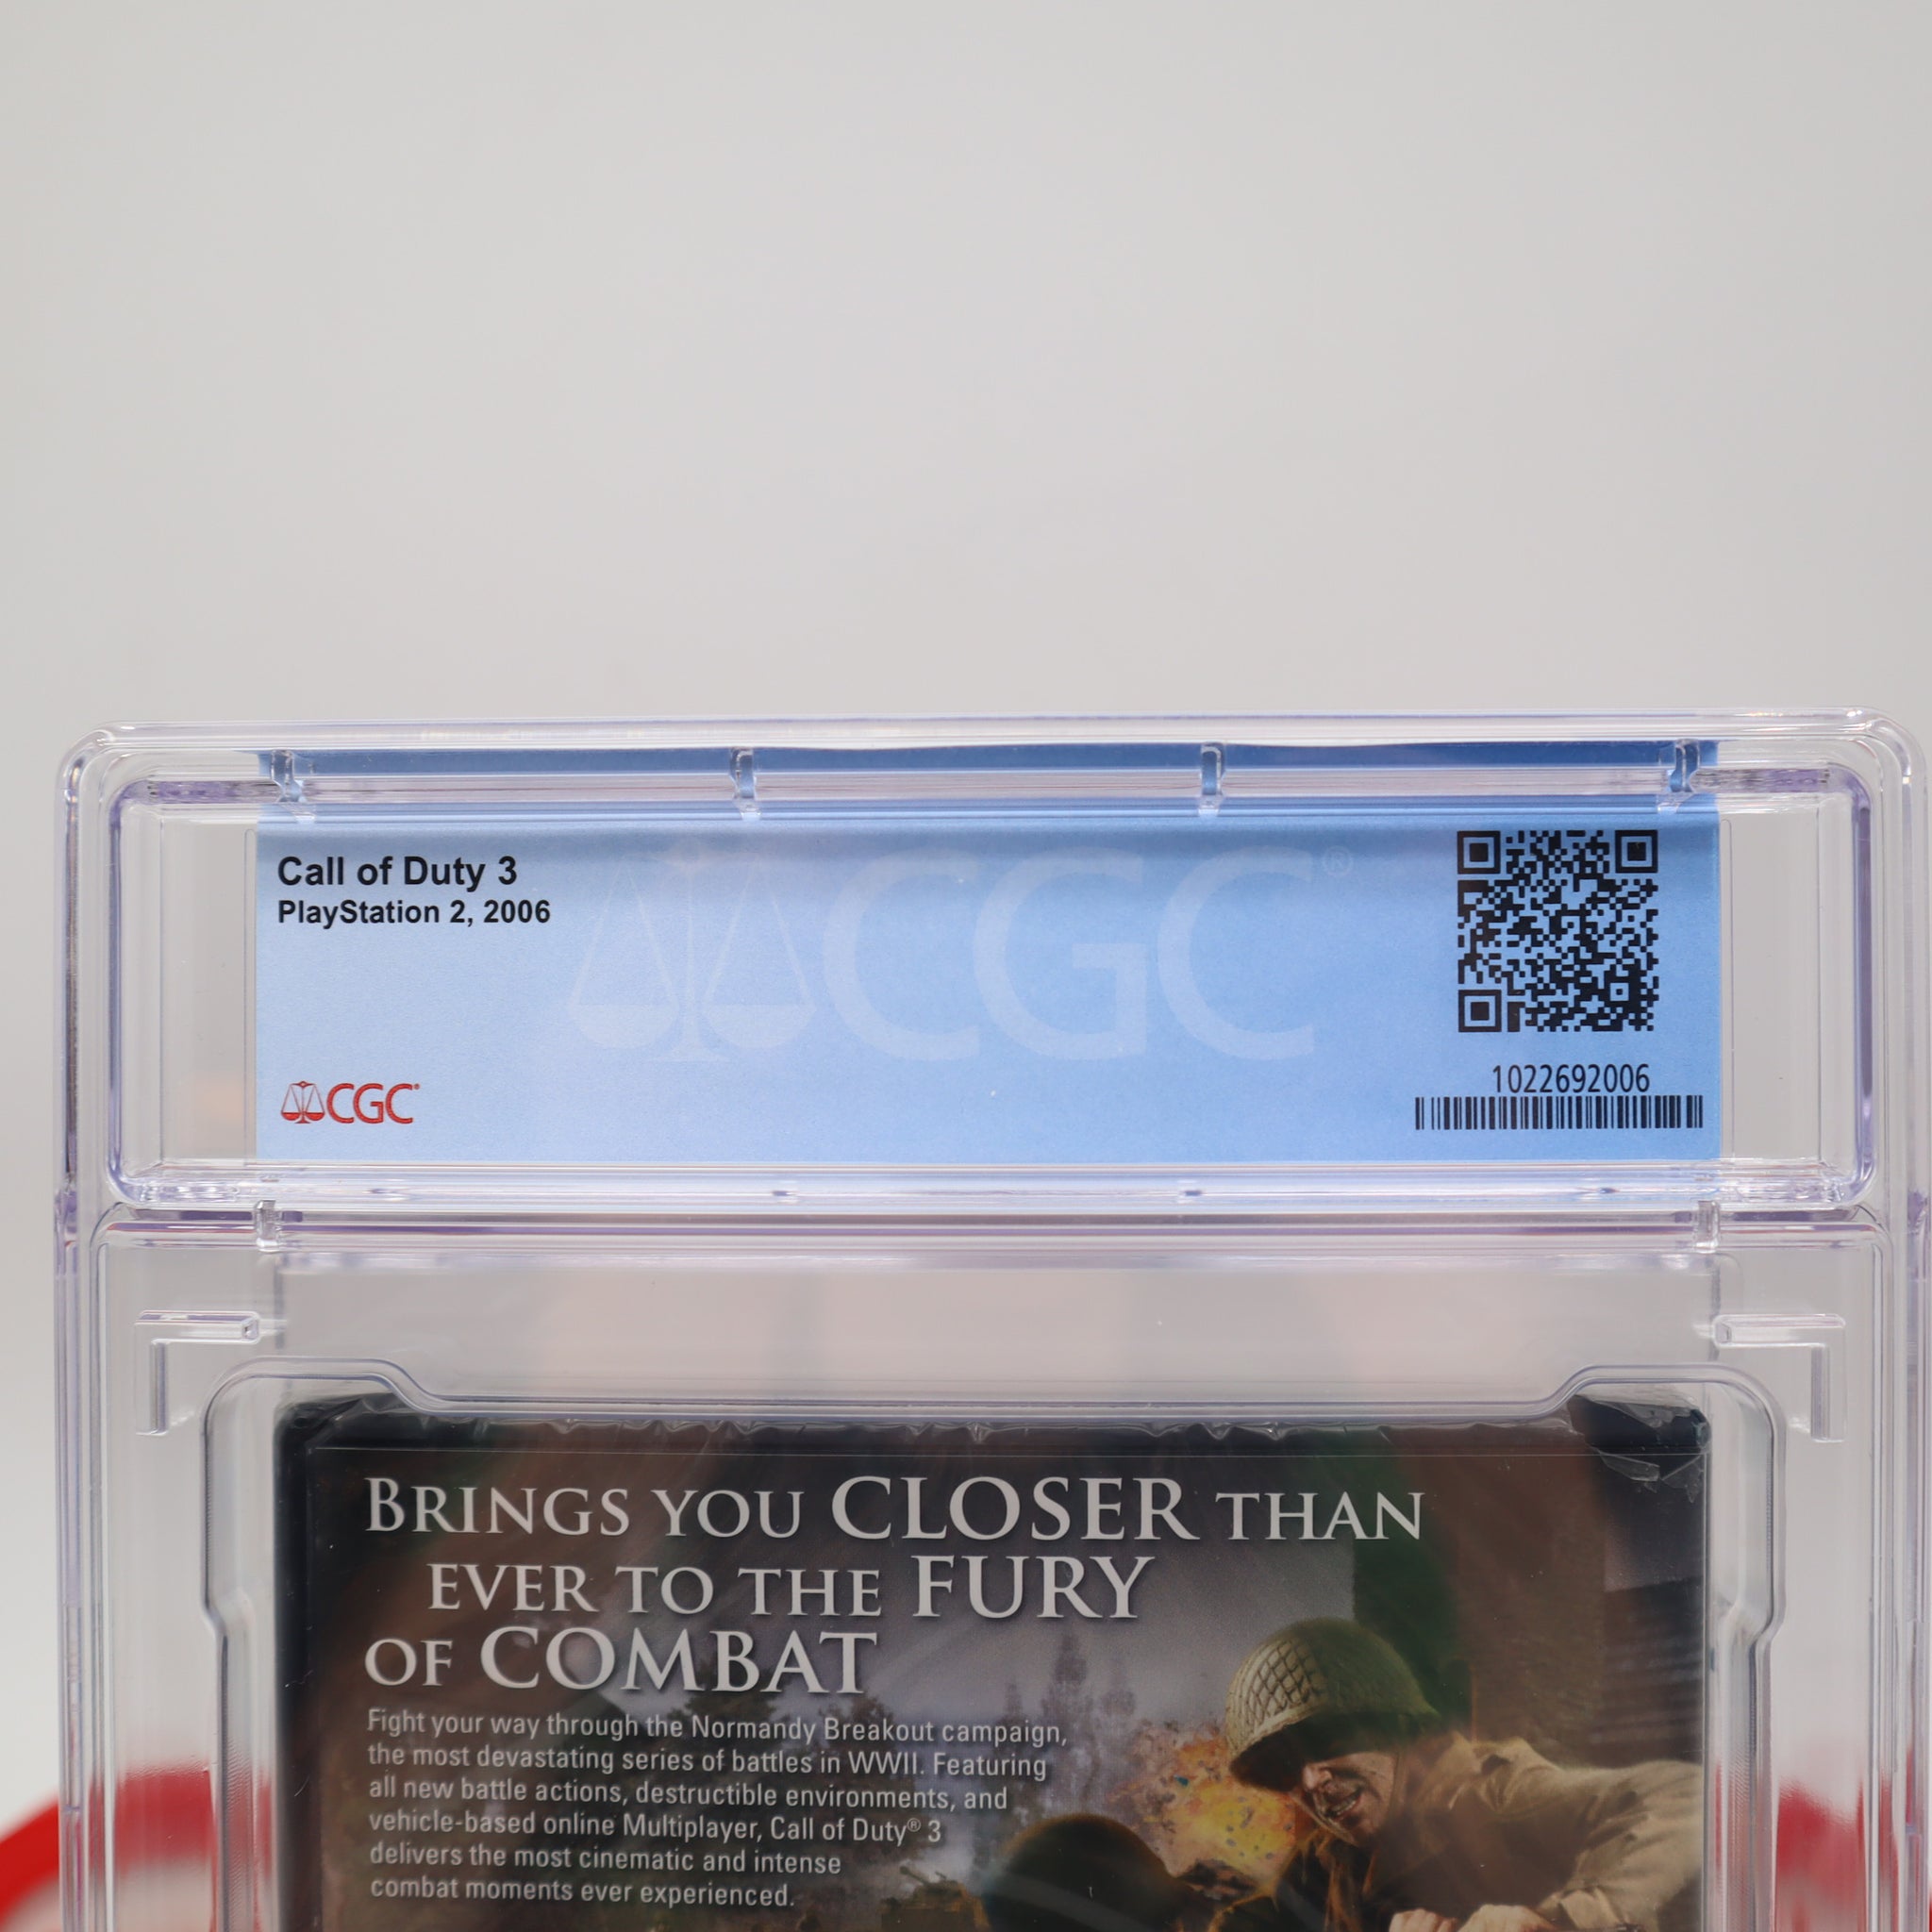 Call of Duty 3
PlayStation 2, 2006
CGC®
CGC®
1022692006
BRINGS YOU CLOSER THAN
EVER TO THE FURY
OF COMBAT
Fight your way through the Normandy Breakout campaign,
the most devastating series of battles in WWII. Featuring
all new battle actions, destructible environments, and
vehicle-based online Multiplayer, Call of Duty® 3
delivers the most cinematic and intense
combat moments ever experienced.